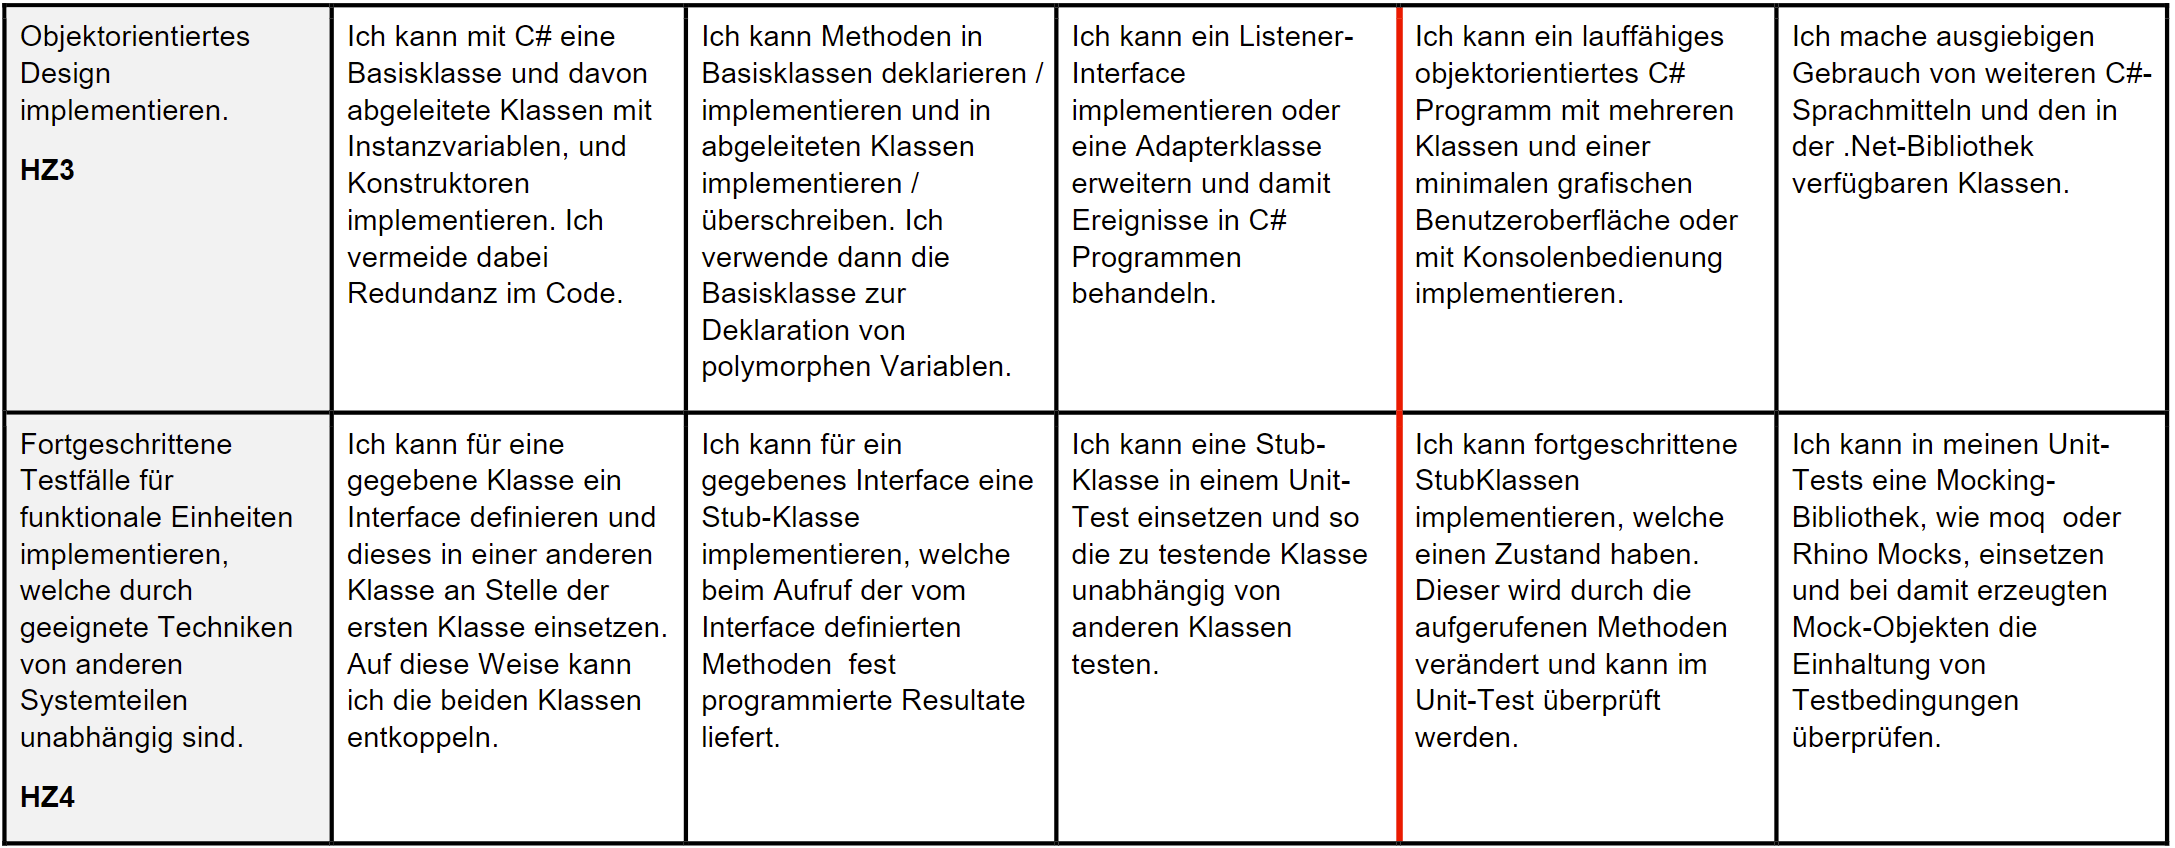 Objektorientiertes
Design
implementieren.
HZ3
Ich kann mit C# eine
Basisklasse und davon
abgeleitete Klassen mit
Instanzvariablen, und
Konstruktoren
implementieren. Ich
vermeide dabei
Redundanz im Code.
Ich kann Methoden in
Basisklassen deklarieren /
implementieren und in
abgeleiteten Klassen
implementieren /
überschreiben. Ich
verwende dann die
Basisklasse zur
Deklaration von
polymorphen Variablen.
Ich kann ein Listener-
Interface
implementieren oder
eine Adapterklasse
erweitern und damit
Ereignisse in C#
Programmen
behandeln.
Ich kann ein lauffähiges
objektorientiertes C#
Programm mit mehreren
Klassen und einer
minimalen grafischen
Benutzeroberfläche oder
mit Konsolenbedienung
implementieren.
Ich mache ausgiebigen
Gebrauch von weiteren C#-
Sprachmitteln und den in
der .Net-Bibliothek
verfügbaren Klassen.
Fortgeschrittene
Testfälle für
funktionale Einheiten
implementieren,
welche durch
geeignete Techniken
von anderen
Systemteilen
unabhängig sind.
HZ4
Ich kann für eine
gegebene Klasse ein
Interface definieren und
dieses in einer anderen
Klasse an Stelle der
ersten Klasse einsetzen.
Auf diese Weise kann
ich die beiden Klassen
entkoppeln.
Ich kann für ein
gegebenes Interface eine
Stub-Klasse
implementieren, welche
beim Aufruf der vom
Interface definierten
Methoden  fest
programmierte Resultate
liefert.
Ich kann eine Stub-
Klasse in einem Unit-
Test einsetzen und so
die zu testende Klasse
unabhängig von
anderen Klassen
testen.
Ich kann fortgeschrittene
StubKlassen
implementieren, welche
einen Zustand haben.
Dieser wird durch die
aufgerufenen Methoden
verändert und kann im
Unit-Test überprüft
werden.
Ich kann in meinen Unit-
Tests eine Mocking-
Bibliothek, wie moq  oder
Rhino Mocks, einsetzen
und bei damit erzeugten
Mock-Objekten die
Einhaltung von
Testbedingungen
überprüfen.